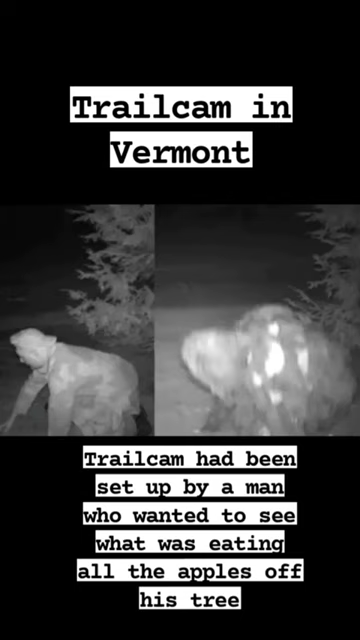 Trailcam in
Vermont
Trailcam had been
set up by a man
who wanted to see
what was eating
all the apples off
his tree